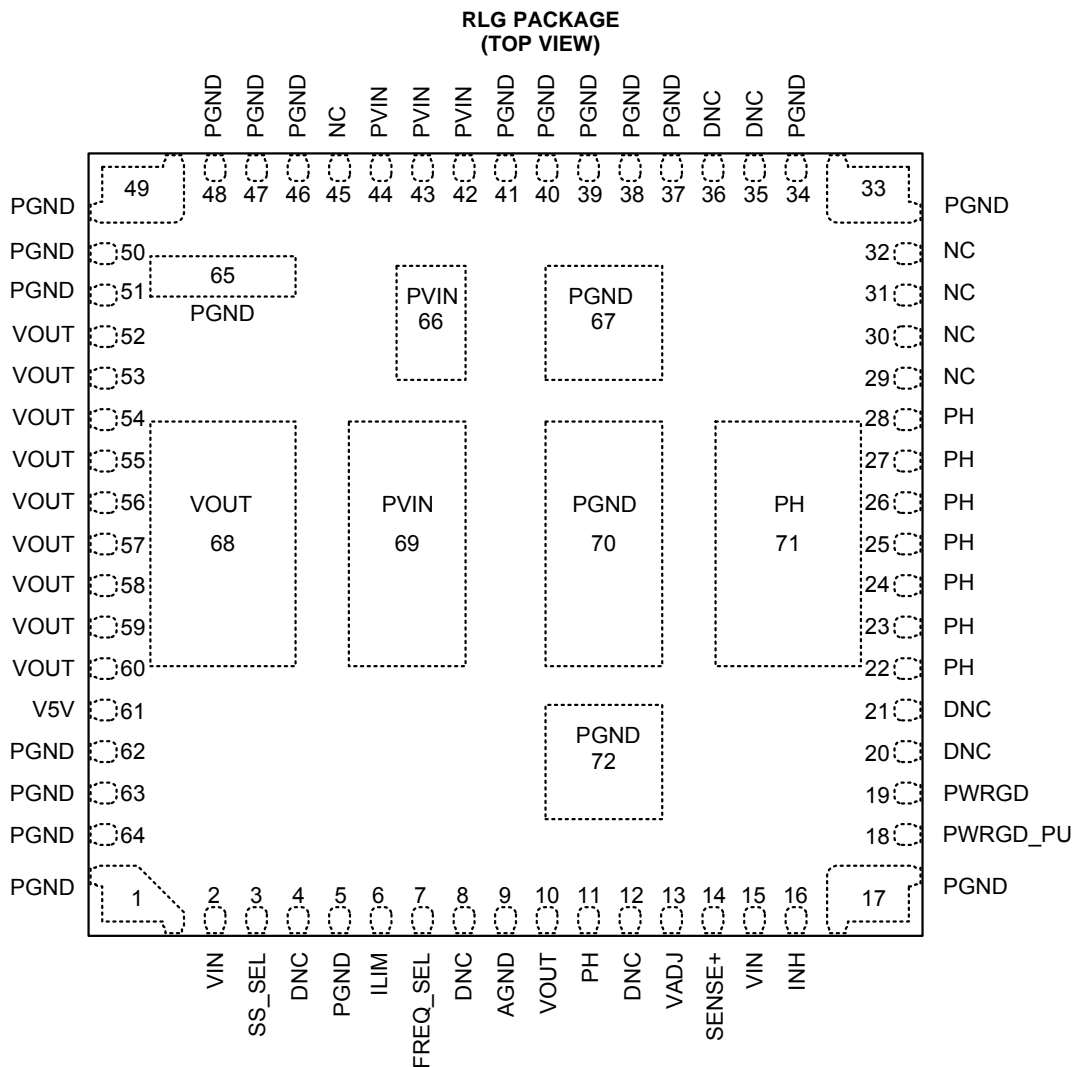 RLG PACKAGE
(TOP VIEW)
PGND PGND PGND NC PVIN PVIN PVIN PGND PGND PGND PGND PGND DNC DNC PGND
49 48 47 46 45 44 43 42 41 40 39 38 37 36 35 34 33
PGND PGND
PGND 50 32 NC
65
PGND 51 PVIN PGND 31 NC
PGND 66 67
VOUT 52 30 NC
VOUT 53 29 NC
VOUT 54 28 PH
VOUT 55 27 PH
VOUT 56 VOUT PVIN PGND PH 26 PH
VOUT 57 68 69 70 71 25 PH
VOUT 58 24 PH
VOUT 59 23 PH
VOUT 60 22 PH
V5V 61 21 DNC
PGND
PGND 62 72 20 DNC
PGND 63 19 PWRGD
PGND 64 18 PWRGD_PU
PGND PGND
1 2 3 4 5 6 7 8 9 10 11 12 13 14 15 16 17
VIN SS_SEL DNC PGND ILIM FREQ_SEL DNC AGND VOUT PH DNC VADJ SENSE+ VIN INH